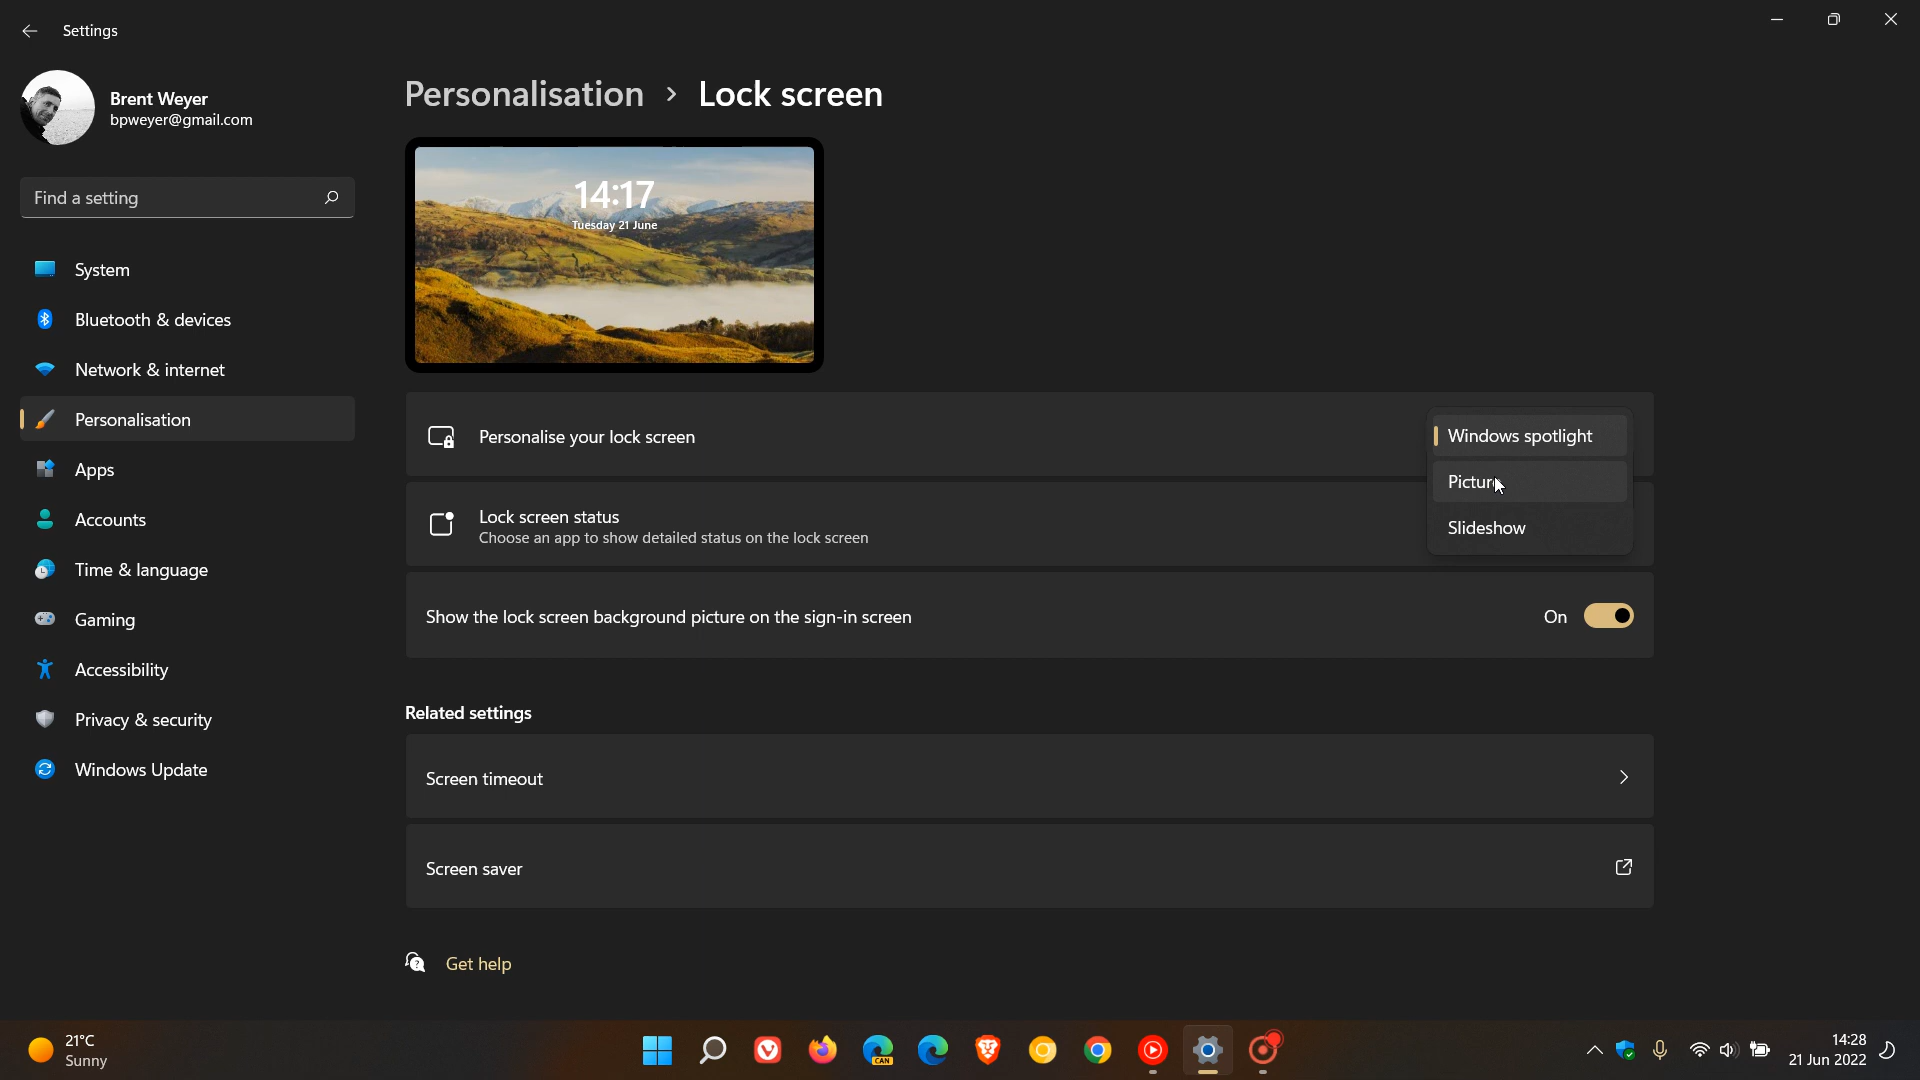 Settings
Brent Weyer
bpweyer@gmail.com
Find a setting
System
Bluetooth & devices
Network & internet
Personalisation
Apps
Accounts
Time & language
Gaming
Accessibility
Privacy & security
Windows Update
Personalisation > Lock screen
14:17
Tuesday 21 June
Personalise your lock screen
Windows spotlight
Picture
Slideshow
Lock screen status
Choose an app to show detailed status on the lock screen
Show the lock screen background picture on the sign-in screen
On
Related settings
Screen timeout
Screen saver
Get help
21°C
Sunny
CAN
14:28
21 Jun 2022